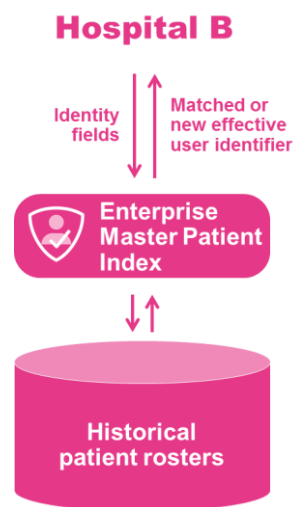 Hospital B
Identity
fields
Matched or
new effective
user identifier
Enterprise
Master Patient
Index
Historical
patient rosters